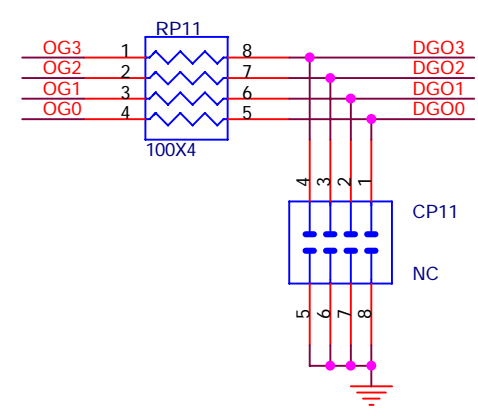 RP11
OG3 1 8 DGO3
OG2 2 7 DGO2
OG1 3 6 DGO1
OG0 4 5 DGO0
100X4
4 3 2 1
CP11
NC
5 6 7 8